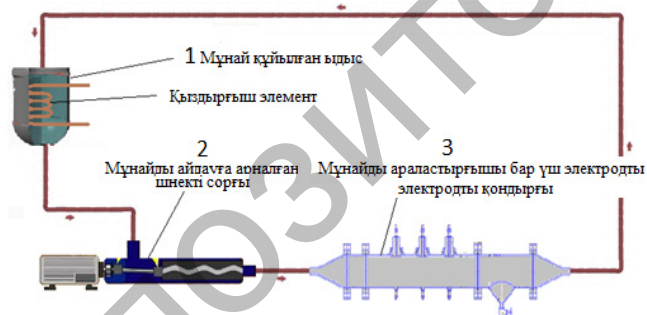 1 Мұнай құйылған ыдыс
Қыздырғыш элемент
2
Мұнайды айдауға арналған
шнекті сорғы
3
Мұнайды араластырғышы бар үш электродты
электродты қондырғы